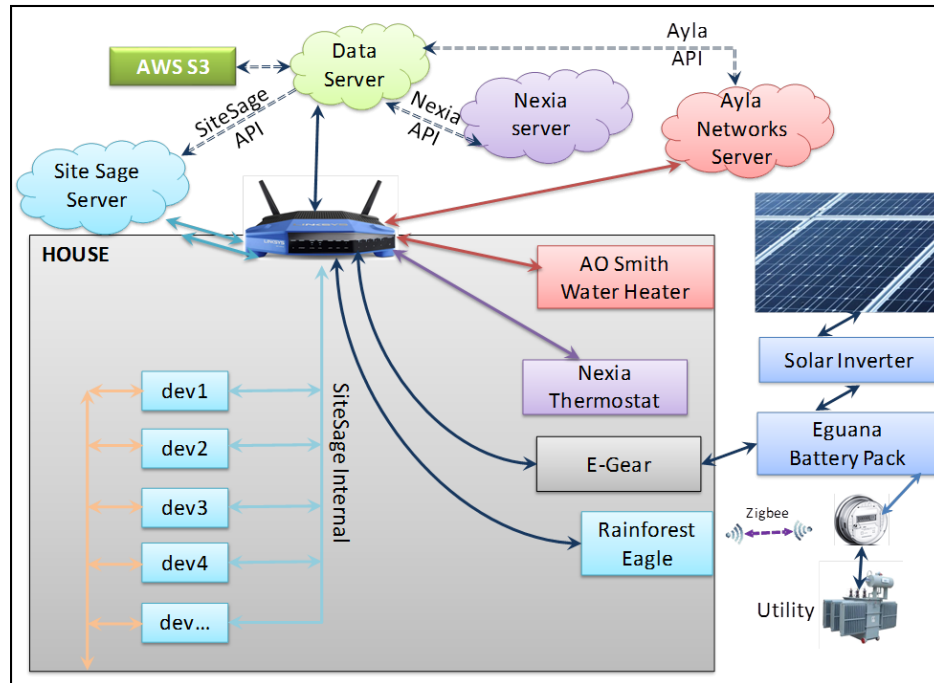 AWS S3
Data
Server
Ayla
API
SiteSage
API
Nexia
API
Nexia
server
Ayla
Networks
Server
Site Sage
Server
HOUSE
AO Smith
Water Heater
Solar Inverter
Nexia
Thermostat
dev1
dev2
dev3
dev4
dev...
SiteSage Internal
E-Gear
Eguana
Battery Pack
Rainforest
Eagle
Zigbee
Utility